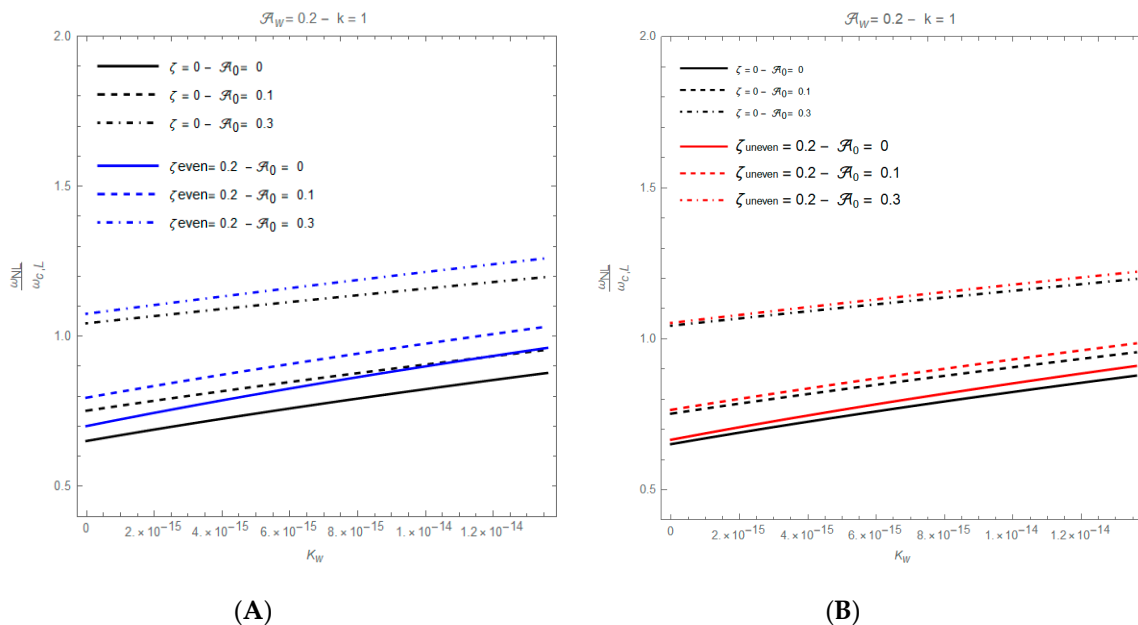 𝒜W = 0.2 − k = 1
2.0
1.5
1.0
0.5
ζ = 0 − 𝒜0 = 0
ζ = 0 − 𝒜0 = 0.1
ζ = 0 − 𝒜0 = 0.3
ζeven= 0.2 − 𝒜0 = 0
ζeven= 0.2 − 𝒜0 = 0.1
ζeven= 0.2 − 𝒜0 = 0.3
ωNL
ωC,L
0 2.×10−15 4.×10−15 6.×10−15 8.×10−15 1.×10−14 1.2×10−14
KW
(A)
𝒜W = 0.2 − k = 1
2.0
1.5
1.0
0.5
ζ = 0 − 𝒜0 = 0
ζ = 0 − 𝒜0 = 0.1
ζ = 0 − 𝒜0 = 0.3
ζuneven = 0.2 − 𝒜0 = 0
ζuneven = 0.2 − 𝒜0 = 0.1
ζuneven = 0.2 − 𝒜0 = 0.3
ωNL
ωC,L
0 2.×10−15 4.×10−15 6.×10−15 8.×10−15 1.×10−14 1.2×10−14
KW
(B)